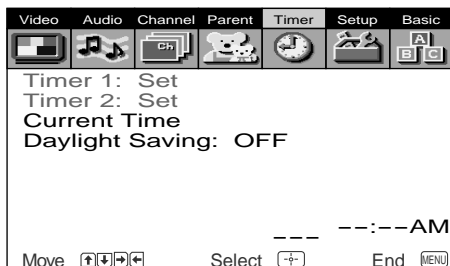 Video Audio Channel Parent Timer Setup Basic
Ch A B C
Timer 1: Set
Timer 2: Set
Current Time
Daylight Saving: OFF
___ --:--AM
Move Select End MENU